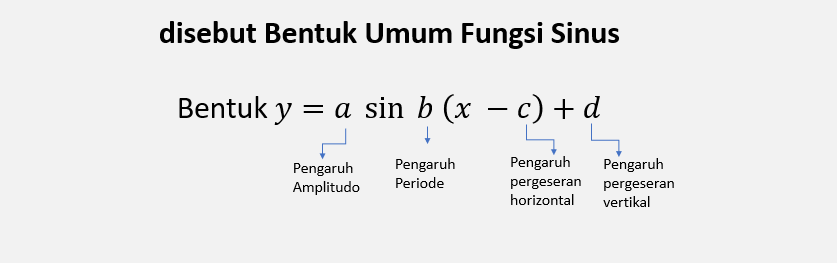 disebut Bentuk Umum Fungsi Sinus
Bentuk y = a sin b (x − c) + d
Pengaruh
Amplitudo
Pengaruh
Periode
Pengaruh
pergeseran
horizontal
Pengaruh
pergeseran
vertikal